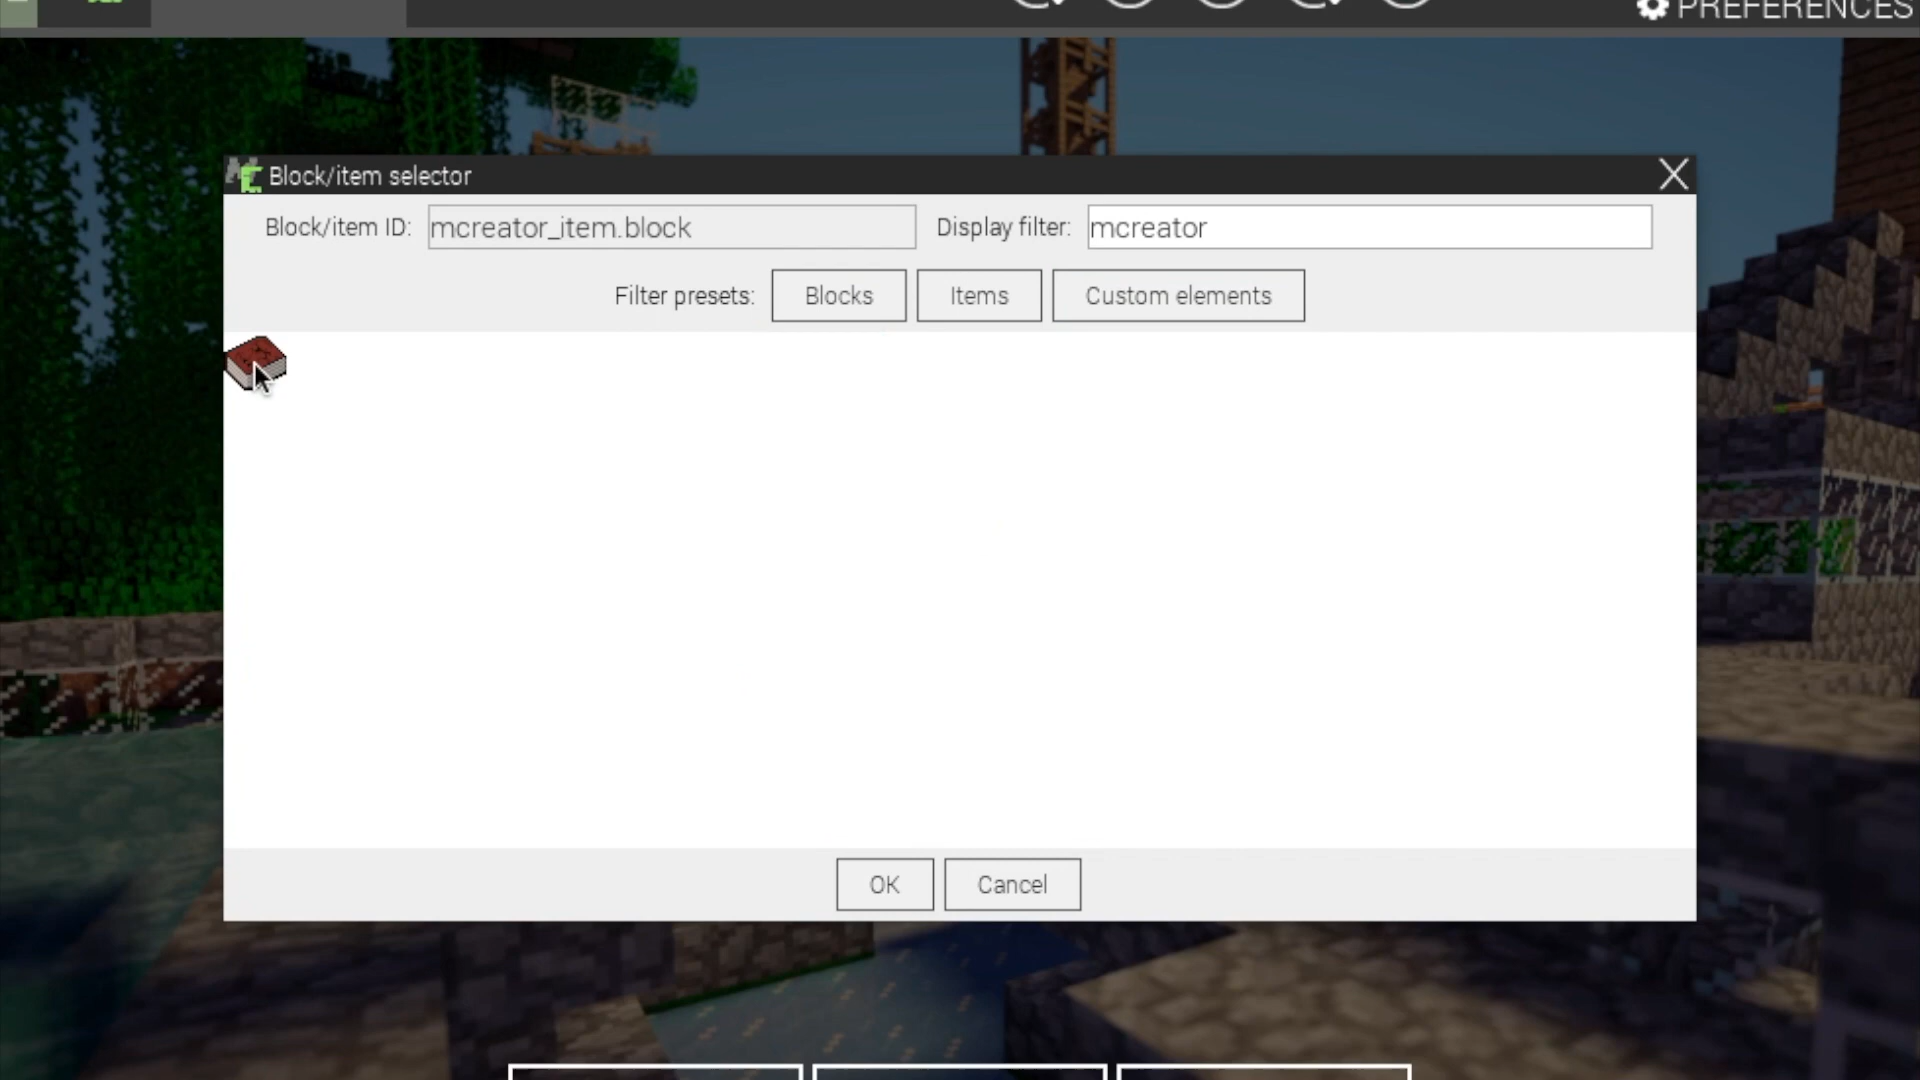 PREFERENCES
Block/item selector
Block/item ID: mcreator_item.block Display filter: mcreator
Filter presets: Blocks Items Custom elements
OK Cancel